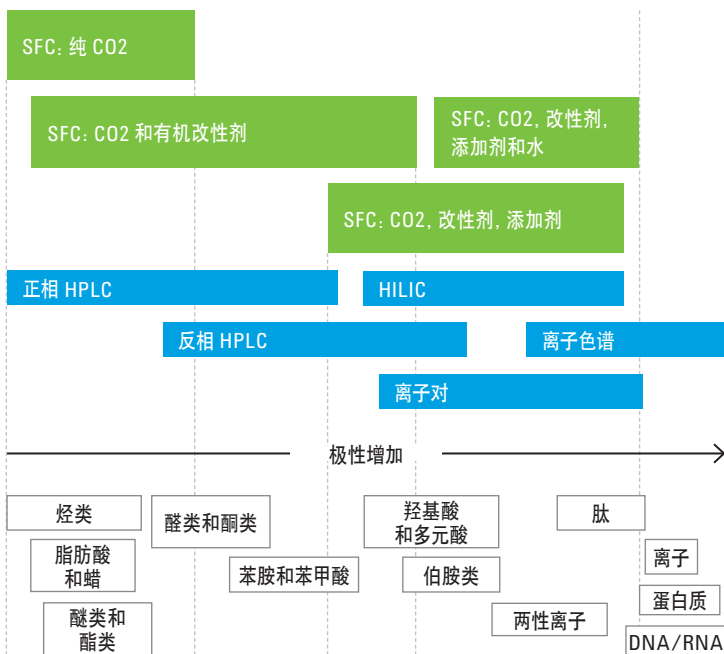 SFC: 纯 CO2
SFC: CO2 和有机改性剂
SFC: CO2, 改性剂,
添加剂和水
SFC: CO2, 改性剂, 添加剂
正相 HPLC
HILIC
反相 HPLC
离子色谱
离子对
极性增加
烃类
醛类和酮类
羟基酸
和多元酸
肽
脂肪酸
和蜡
苯胺和苯甲酸
伯胺类
离子
醚类和
酯类
两性离子
蛋白质
DNA/RNA